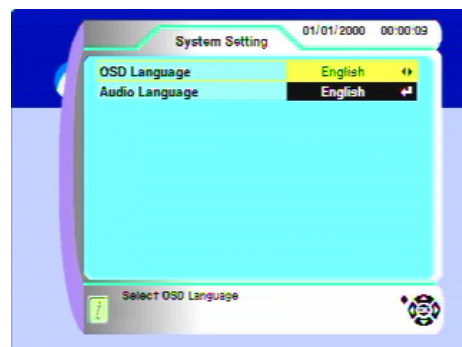 System Setting
01/01/2000 00:00:09
OSD Language English
Audio Language English
Select OSD Language